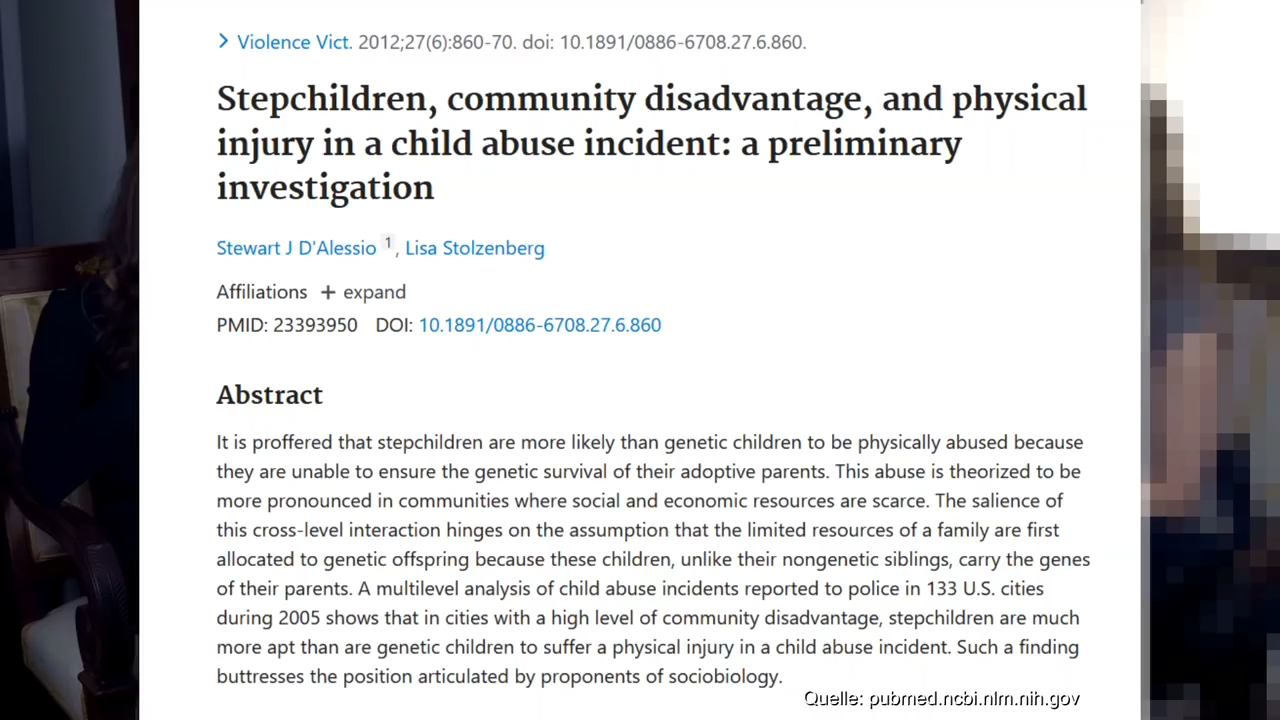 Violence Vict. 2012;27(6):860-70. doi: 10.1891/0886-6708.27.6.860.
Stepchildren, community disadvantage, and physical
injury in a child abuse incident: a preliminary
investigation
Stewart J D'Alessio 1, Lisa Stolzenberg
Affiliations + expand
PMID: 23393950 DOI: 10.1891/0886-6708.27.6.860
Abstract
It is proffered that stepchildren are more likely than genetic children to be physically abused because
they are unable to ensure the genetic survival of their adoptive parents. This abuse is theorized to be
more pronounced in communities where social and economic resources are scarce. The salience of
this cross-level interaction hinges on the assumption that the limited resources of a family are first
allocated to genetic offspring because these children, unlike their nongenetic siblings, carry the genes
of their parents. A multilevel analysis of child abuse incidents reported to police in 133 U.S. cities
during 2005 shows that in cities with a high level of community disadvantage, stepchildren are much
more apt than are genetic children to suffer a physical injury in a child abuse incident. Such a finding
buttresses the position articulated by proponents of sociobiology.
Quelle: pubmed.ncbi.nlm.nih.gov